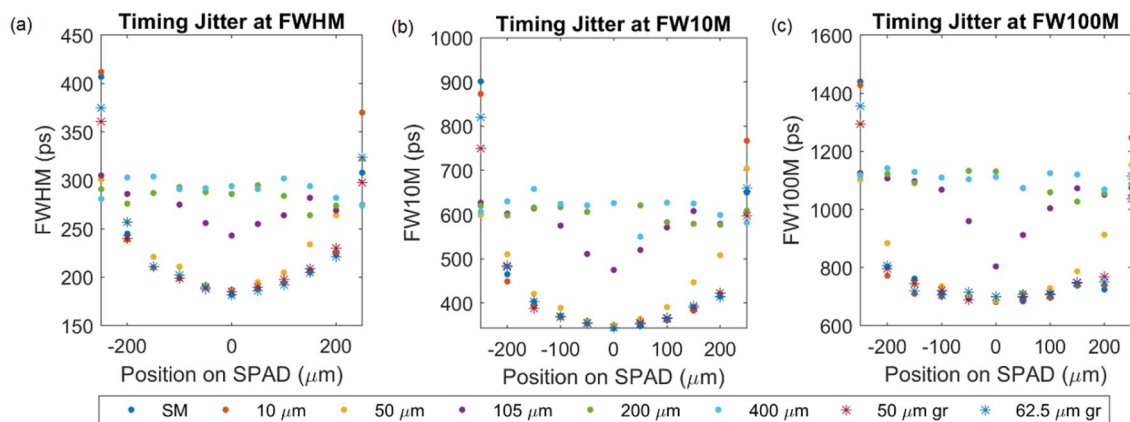 (a)
Timing Jitter at FWHM
450
400
350
300
250
200
150
FWHM (ps)
-200
0
200
Position on SPAD (μm)
(b)
Timing Jitter at FW10M
1000
900
800
700
600
500
400
FW10M (ps)
-200
-100
0
100
200
Position on SPAD (μm)
(c)
Timing Jitter at FW100M
1600
1400
1200
1000
800
600
FW100M (ps)
-200
-100
0
100
200
Position on SPAD (μm)
SM 10 μm 50 μm 105 μm 200 μm 400 μm 50 μm gr 62.5 μm gr